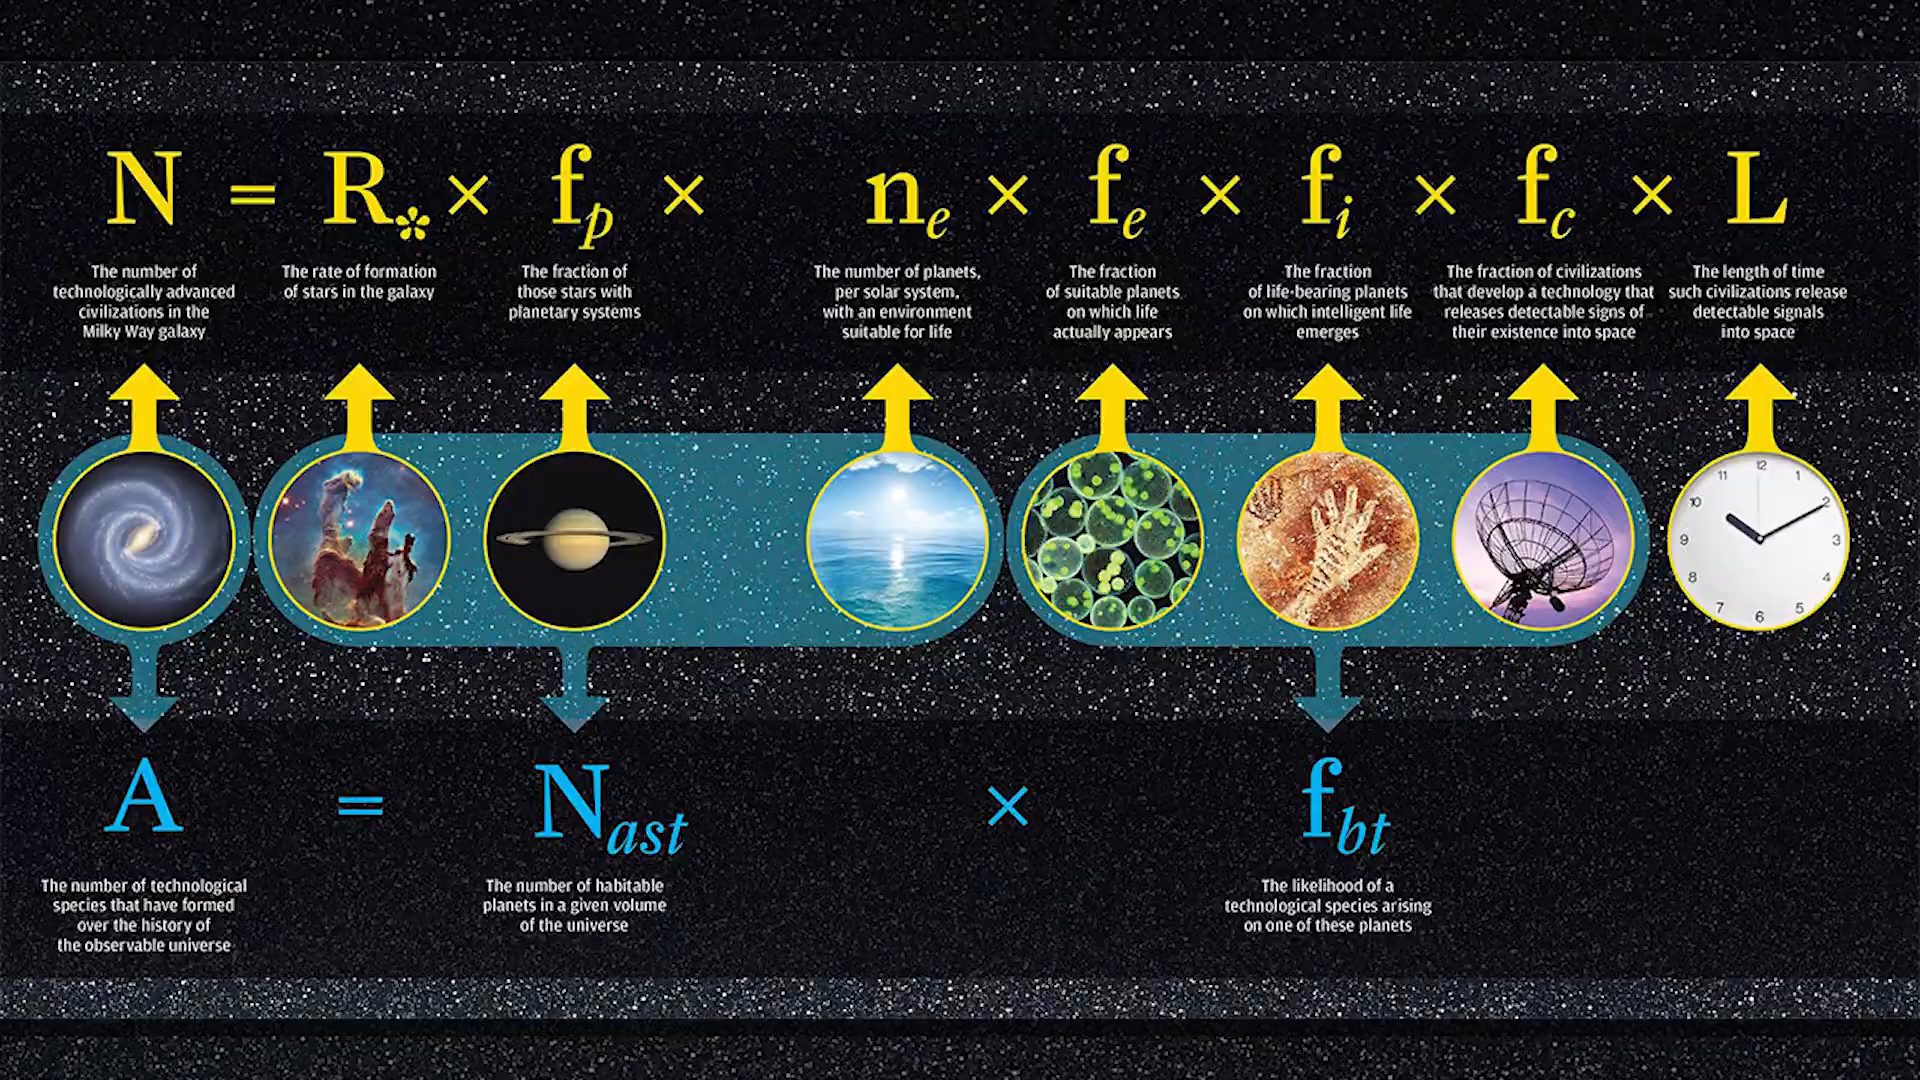 N = R* × fp × ne × fe × fi × fc × L
The number of
technologically advanced
civilizations in the
Milky Way galaxy
The rate of formation
of stars in the galaxy
The fraction of
those stars with
planetary systems
The number of planets,
per solar system,
with an environment
suitable for life
The fraction
of suitable planets
on which life
actually appears
The fraction
of life-bearing planets
on which intelligent life
emerges
The fraction of civilizations
that develop a technology that
releases detectable signs of
their existence into space
The length of time
such civilizations release
detectable signals
into space
12
1
2
3
4
5
6
7
8
9
10
11
A = Nast × fbt
The number of technological
species that have formed
over the history of
the observable universe
The number of habitable
planets in a given volume
of the universe
The likelihood of a
technological species arising
on one of these planets